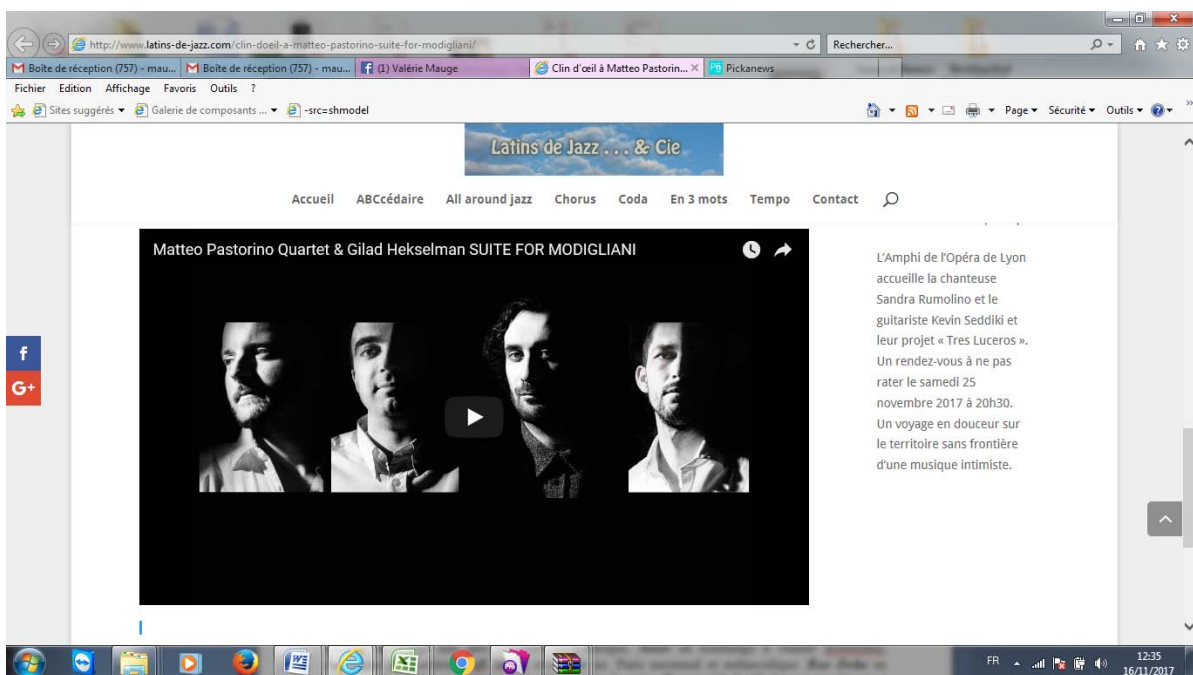 http://www.latins-de-jazz.com/clin-doeil-a-matteo-pastorino-suite-for-modigliani/
Rechercher...
Boîte de réception (757) - mau...
Boîte de réception (757) - mau...
(1) Valérie Mauge
Clin d'œil à Matteo Pastorin...
Pickanews
Fichier Edition Affichage Favoris Outils ?
Sites suggérés Galerie de composants ... -src=shmodel
Page Sécurité Outils
Latins de Jazz . . . & Cie
Accueil ABCcédaire All around jazz Chorus Coda En 3 mots Tempo Contact
Matteo Pastorino Quartet & Gilad Hekselman SUITE FOR MODIGLIANI
L'Amphi de l'Opéra de Lyon
accueille la chanteuse
Sandra Rumolino et le
guitariste Kevin Seddiki et
leur projet « Tres Luceros ».
Un rendez-vous à ne pas
rater le samedi 25
novembre 2017 à 20h30.
Un voyage en douceur sur
le territoire sans frontière
d'une musique intimiste.
f
G+
FR
12:35
16/11/2017